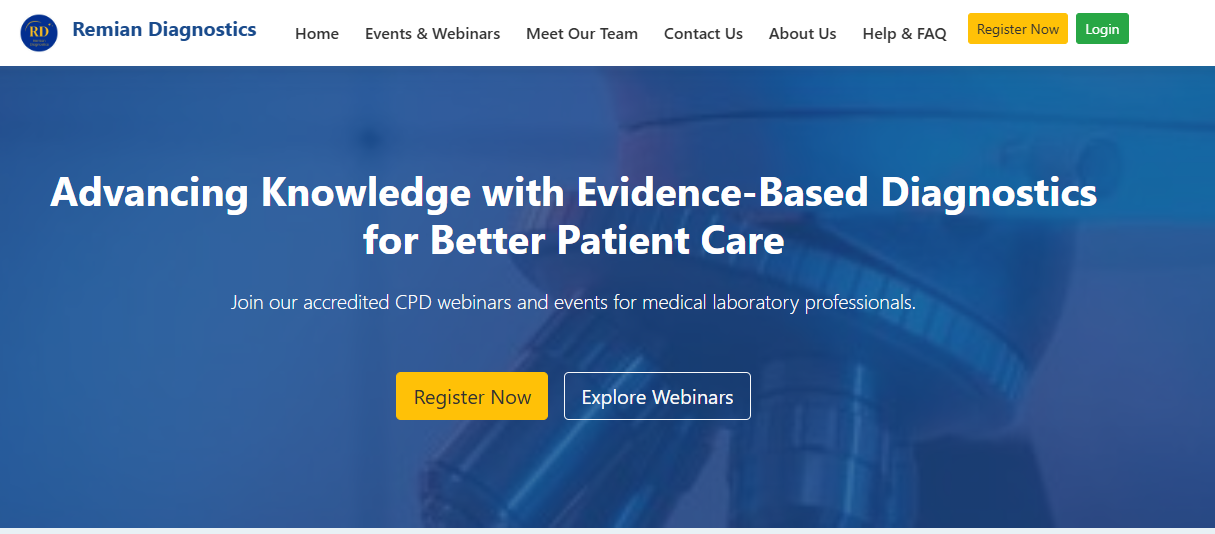 RD
Remian Diagnostics
Home
Events & Webinars
Meet Our Team
Contact Us
About Us
Help & FAQ
Register Now
Login
Advancing Knowledge with Evidence-Based Diagnostics
for Better Patient Care
Join our accredited CPD webinars and events for medical laboratory professionals.
Register Now
Explore Webinars